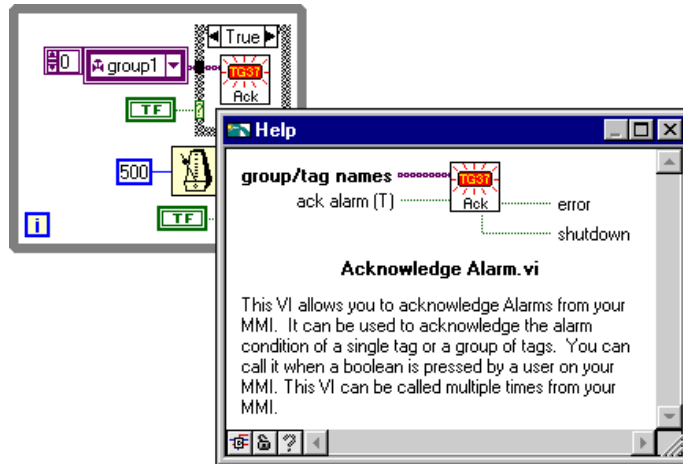 True
0
group1
TG37
Ack
TF
?
500
TF
i
Help
group/tag names
TG37
ack alarm (T)
Ack
error
shutdown
Acknowledge Alarm.vi
This VI allows you to acknowledge Alarms from your
MMI. It can be used to acknowledge the alarm
condition of a single tag or a group of tags. You can
call it when a boolean is pressed by a user on your
MMI. This VI can be called multiple times from your
MMI.
?